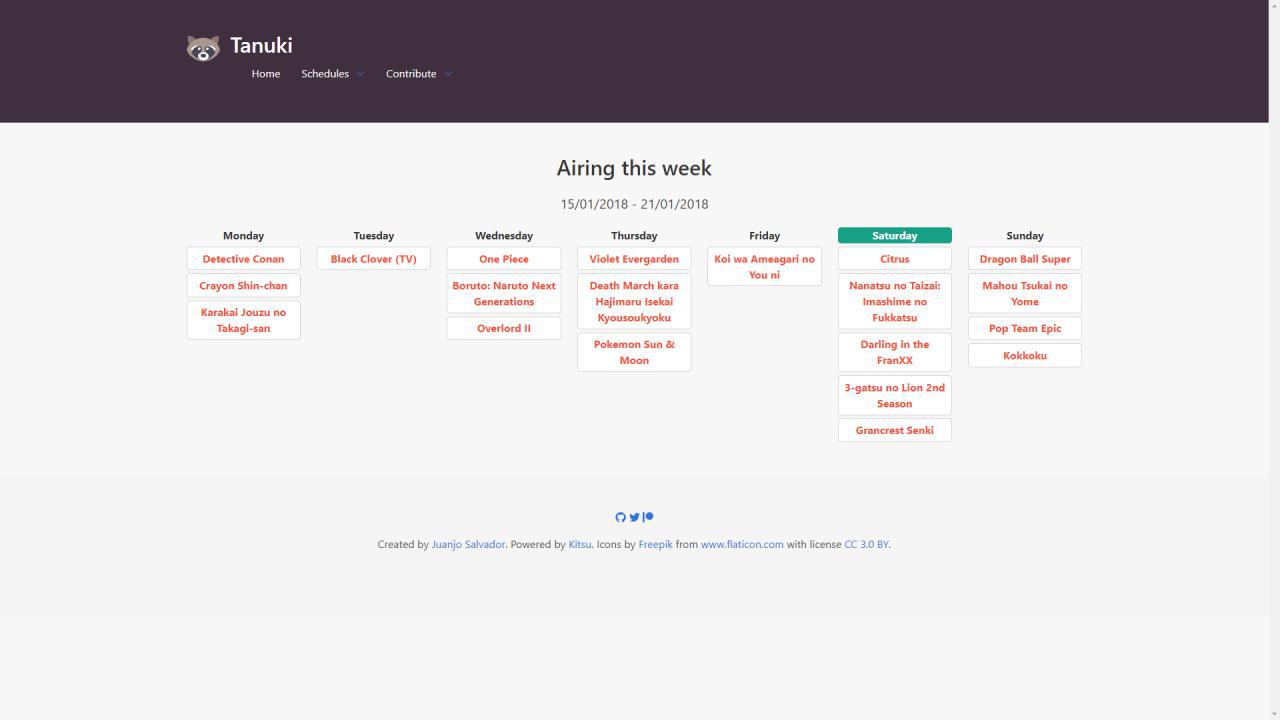 Tanuki
Home Schedules Contribute
Airing this week
15/01/2018 - 21/01/2018
Monday
Detective Conan
Crayon Shin-chan
Karakai Jouzu no
Takagi-san
Tuesday
Black Clover (TV)
Wednesday
One Piece
Boruto: Naruto Next
Generations
Overlord II
Thursday
Violet Evergarden
Death March kara
Hajimaru Isekai
Kyousoukyoku
Pokemon Sun &
Moon
Friday
Koi wa Ameagari no
You ni
Saturday
Citrus
Nanatsu no Taizai:
Imashime no
Fukkatsu
Darling in the
FranXX
3-gatsu no Lion 2nd
Season
Grancrest Senki
Sunday
Dragon Ball Super
Mahou Tsukai no
Yome
Pop Team Epic
Kokkoku
Created by Juanjo Salvador. Powered by Kitsu. Icons by Freepik from www.flaticon.com with license CC 3.0 BY.